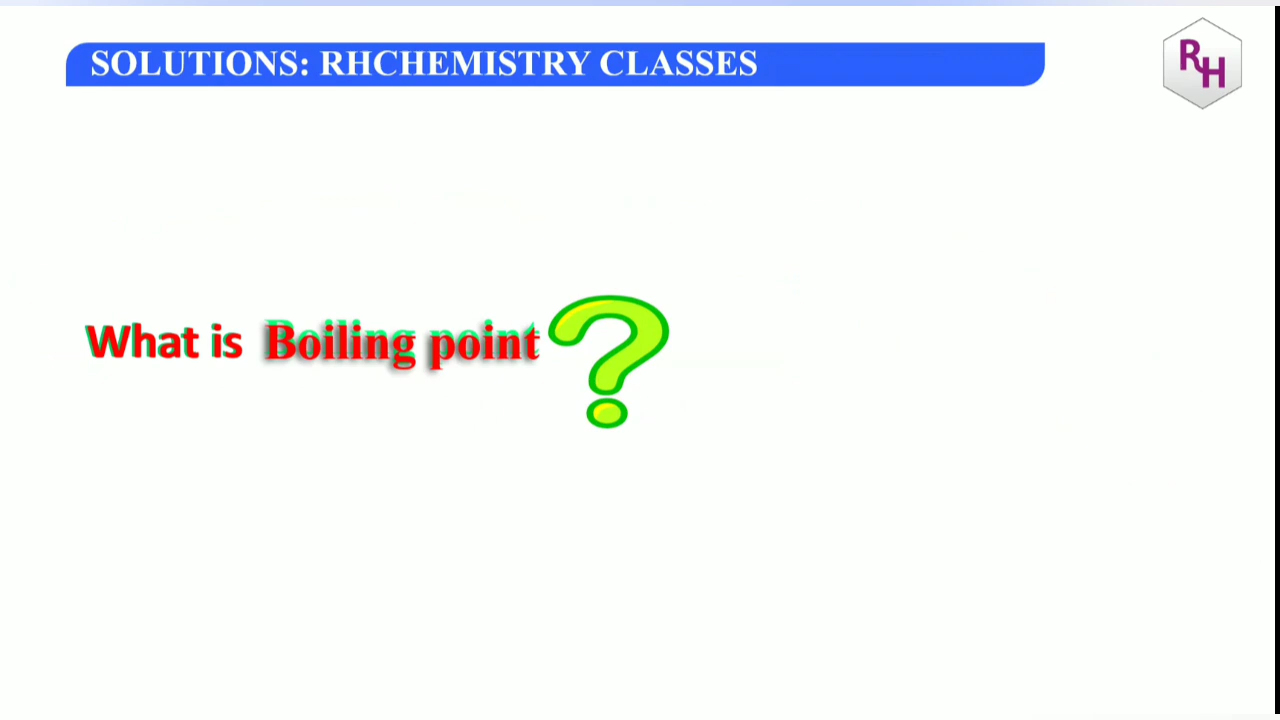 SOLUTIONS: RHCHEMISTRY CLASSES
RH
What is Boiling point ?